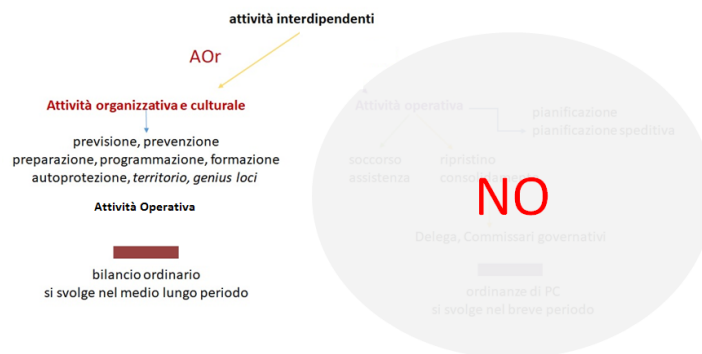 attività interdipendenti
AOr
Attività organizzativa e culturale
previsione, prevenzione
preparazione, programmazione, formazione
autoprotezione, territorio, genius loci
Attività Operativa
bilancio ordinario
si svolge nel medio lungo periodo
Attività operativa
pianificazione
pianificazione speditiva
soccorso
assistenza
ripristino
NO
Delega, Commissari governativi
ordinanze di PC
si svolge nel breve periodo